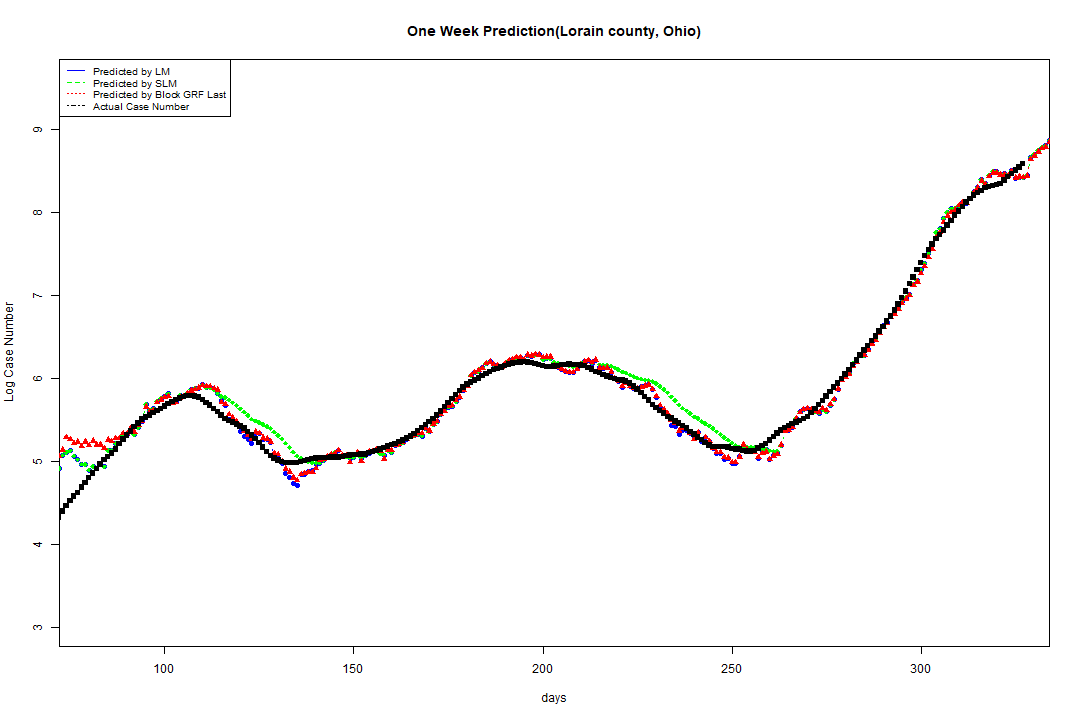 One Week Prediction(Lorain county, Ohio)
Predicted by LM
Predicted by SLM
Predicted by Block GRF Last
Actual Case Number
9
8
7
6
5
4
3
Log Case Number
100 150 200 250 300
days